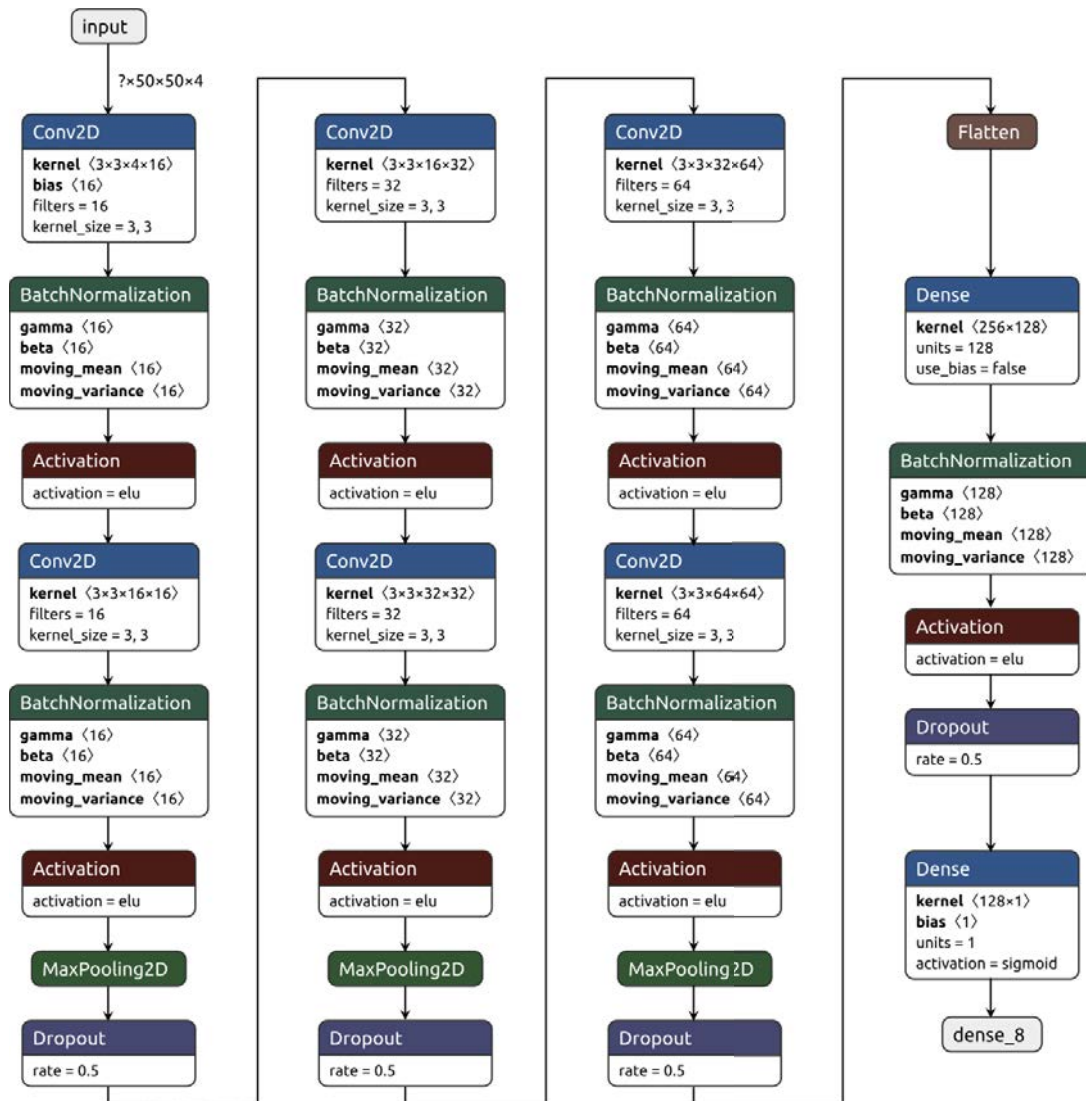 input
?×50×50×4
Conv2D
kernel 〈3×3×4×16〉
bias 〈16〉
filters = 16
kernel_size = 3, 3
BatchNormalization
gamma 〈16〉
beta 〈16〉
moving_mean 〈16〉
moving_variance 〈16〉
Activation
activation = elu
Conv2D
kernel 〈3×3×16×16〉
filters = 16
kernel_size = 3, 3
BatchNormalization
gamma 〈16〉
beta 〈16〉
moving_mean 〈16〉
moving_variance 〈16〉
Activation
activation = elu
MaxPooling2D
Dropout
rate = 0.5
Conv2D
kernel 〈3×3×16×32〉
filters = 32
kernel_size = 3, 3
BatchNormalization
gamma 〈32〉
beta 〈32〉
moving_mean 〈32〉
moving_variance 〈32〉
Activation
activation = elu
Conv2D
kernel 〈3×3×32×32〉
filters = 32
kernel_size = 3, 3
BatchNormalization
gamma 〈32〉
beta 〈32〉
moving_mean 〈32〉
moving_variance 〈32〉
Activation
activation = elu
MaxPooling2D
Dropout
rate = 0.5
Conv2D
kernel 〈3×3×32×64〉
filters = 64
kernel_size = 3, 3
BatchNormalization
gamma 〈64〉
beta 〈64〉
moving_mean 〈64〉
moving_variance 〈64〉
Activation
activation = elu
Conv2D
kernel 〈3×3×64×64〉
filters = 64
kernel_size = 3, 3
BatchNormalization
gamma 〈64〉
beta 〈64〉
moving_mean 〈64〉
moving_variance 〈64〉
Activation
activation = elu
MaxPooling2D
Dropout
rate = 0.5
Flatten
Dense
kernel 〈256×128〉
units = 128
use_bias = false
BatchNormalization
gamma 〈128〉
beta 〈128〉
moving_mean 〈128〉
moving_variance 〈128〉
Activation
activation = elu
Dropout
rate = 0.5
Dense
kernel 〈128×1〉
bias 〈1〉
units = 1
activation = sigmoid
dense_8